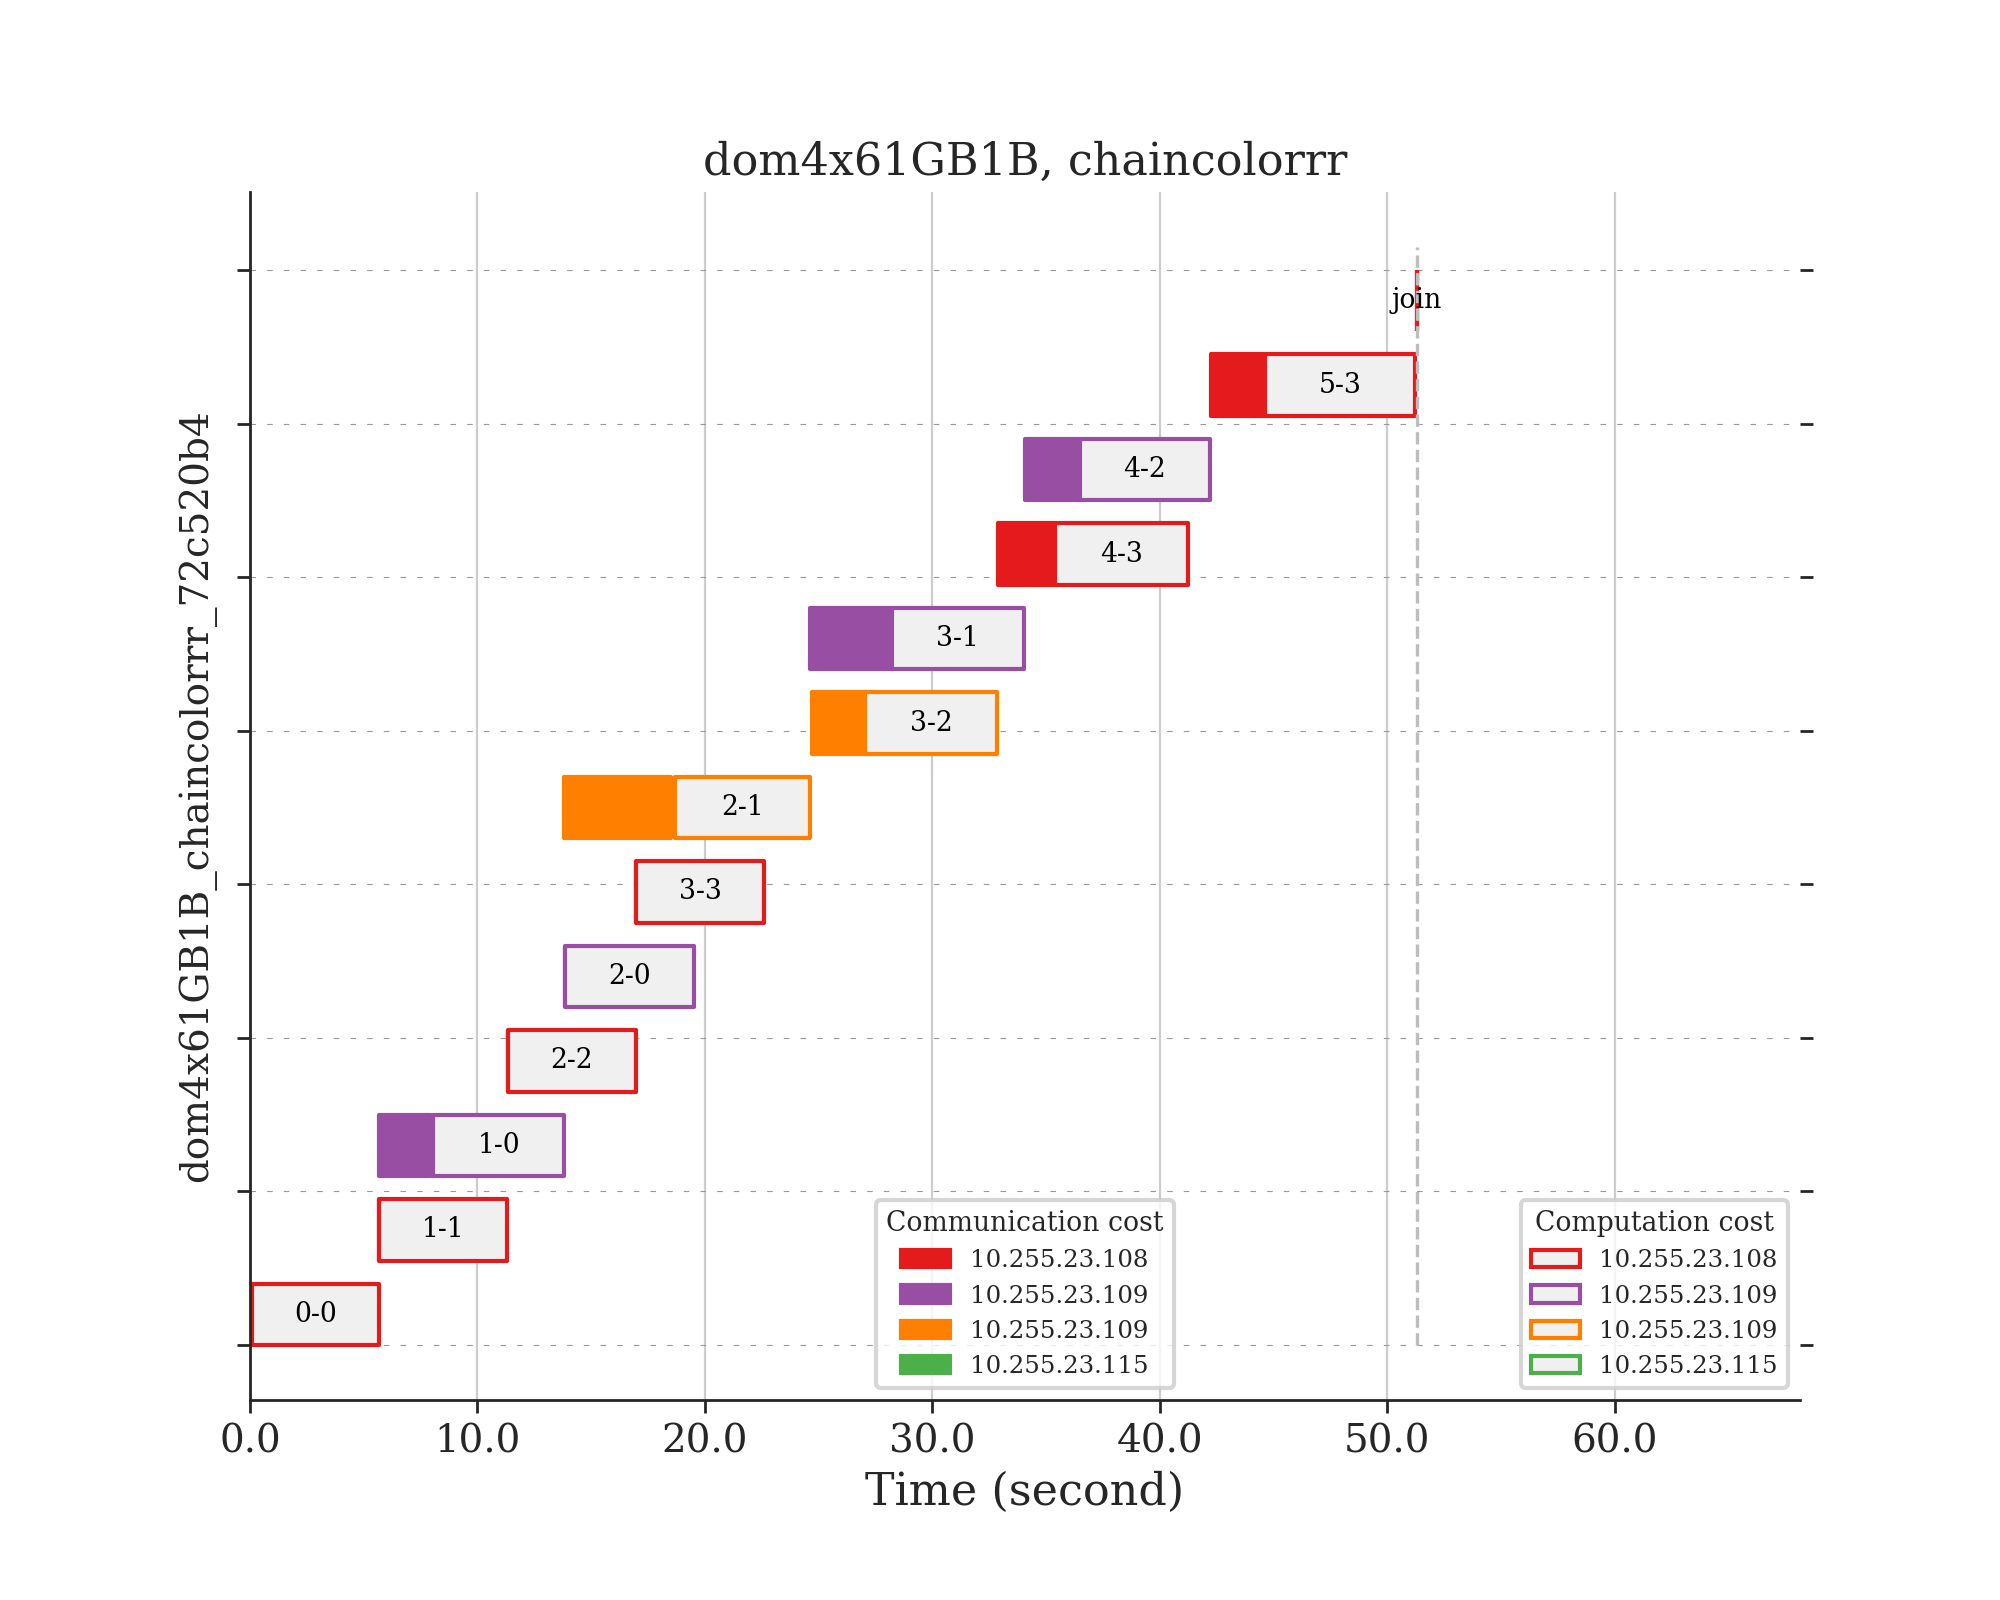 dom4x61GB1B, chaincolorrr
dom4x61GB1B_chaincolorrr_72c520b4
join
5-3
4-2
4-3
3-1
3-2
2-1
3-3
2-0
2-2
1-0
1-1
0-0
Communication cost
10.255.23.108
10.255.23.109
10.255.23.109
10.255.23.115
Computation cost
10.255.23.108
10.255.23.109
10.255.23.109
10.255.23.115
0.0 10.0 20.0 30.0 40.0 50.0 60.0
Time (second)